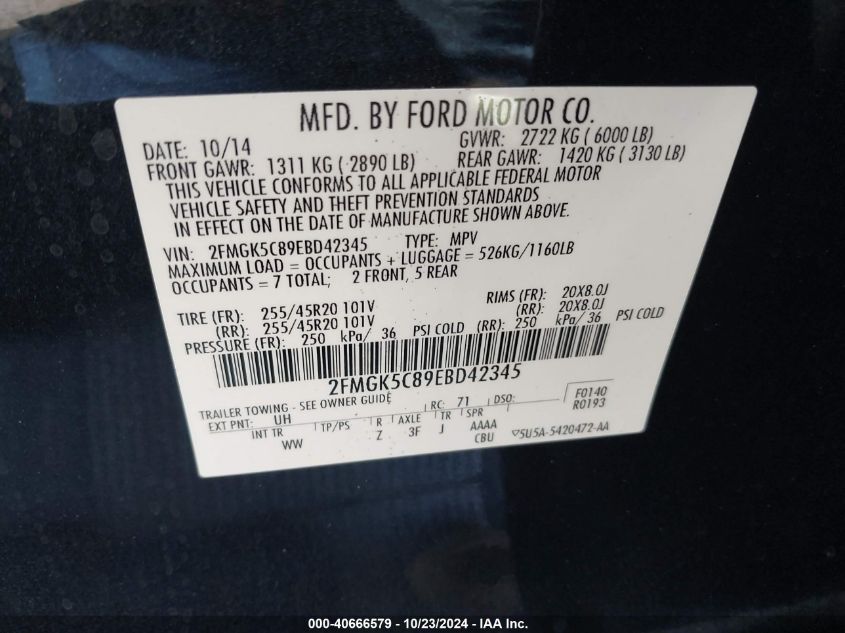 MFD. BY FORD MOTOR CO.
DATE: 10/14 GVWR: 2722 KG ( 6000 LB)
FRONT GAWR: 1311 KG ( 2890 LB) REAR GAWR: 1420 KG ( 3130 LB)
THIS VEHICLE CONFORMS TO ALL APPLICABLE FEDERAL MOTOR
VEHICLE SAFETY AND THEFT PREVENTION STANDARDS
IN EFFECT ON THE DATE OF MANUFACTURE SHOWN ABOVE.
VIN: 2FMGK5C89EBD42345 TYPE: MPV
MAXIMUM LOAD = OCCUPANTS + LUGGAGE = 526KG/1160LB
OCCUPANTS = 7 TOTAL; 2 FRONT, 5 REAR
TIRE (FR): 255/45R20 101V RIMS (FR): 20X8.0J
(RR): 255/45R20 101V (RR): 20X8.0J
PRESSURE (FR): 250 kPa/ 36 PSI COLD (RR): 250 kPa/ 36 PSI COLD
2FMGK5C89EBD42345
TRAILER TOWING - SEE OWNER GUIDE
EXT PNT: UH RC: 71 DSO: F0140
R0193
INT TR TP/PS R AXLE TR SPR
WW Z 3F J AAAA
CBU 5U5A-5420472-AA
000-40666579 - 10/23/2024 - IAA Inc.